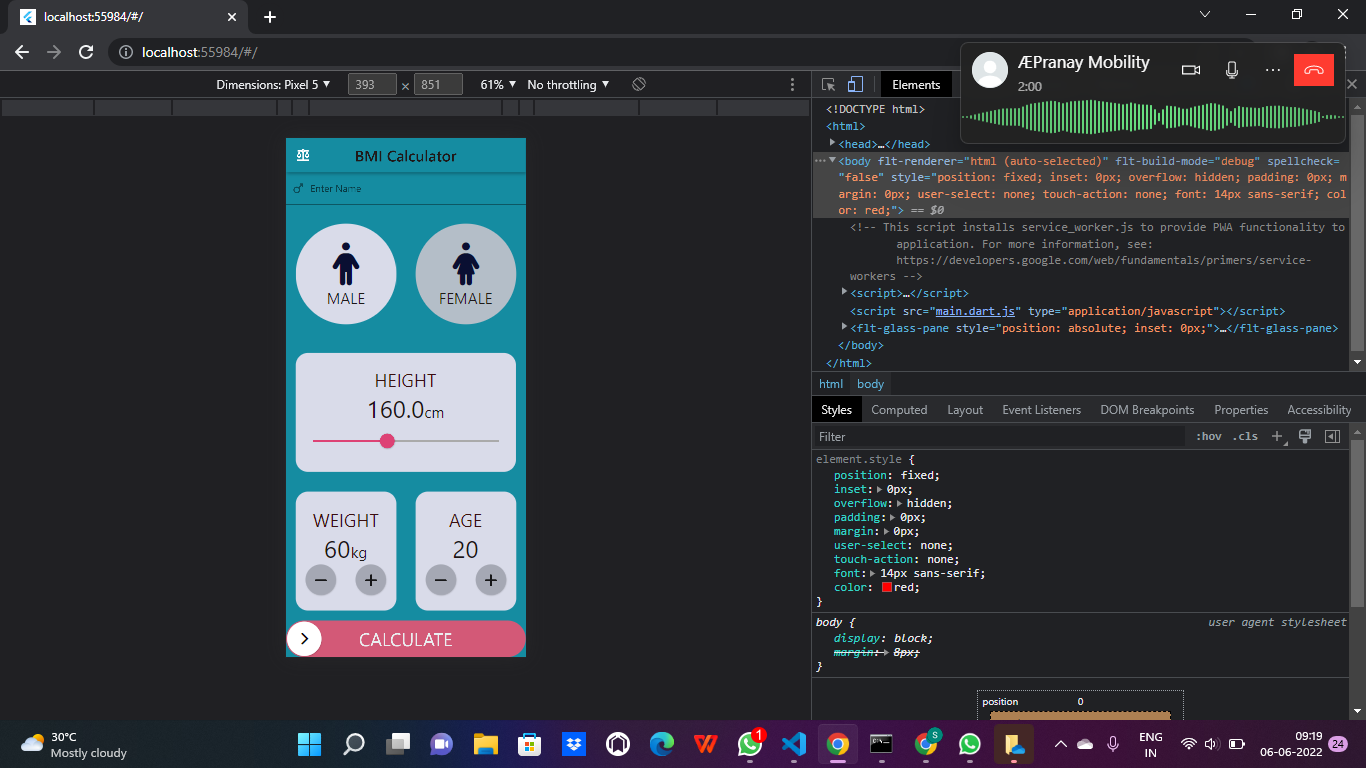 localhost:55984/#/
localhost:55984/#/
ÆPranay Mobility
2:00
Dimensions: Pixel 5 ▼ 393 × 851 61% ▼ No throttling ▼
Elements
BMI Calculator
Enter Name
MALE
FEMALE
HEIGHT
160.0cm
WEIGHT
60kg
AGE
20
CALCULATE
<!DOCTYPE html>
<html>
<head>…</head>
<body flt-renderer="html (auto-selected)" flt-build-mode="debug" spellcheck=
"false" style="position: fixed; inset: 0px; overflow: hidden; padding: 0px; m
argin: 0px; user-select: none; touch-action: none; font: 14px sans-serif; col
or: red;"> == $0
<!-- This script installs service_worker.js to provide PWA functionality to
application. For more information, see:
https://developers.google.com/web/fundamentals/primers/service-
workers -->
<script>…</script>
<script src="main.dart.js" type="application/javascript"></script>
<flt-glass-pane style="position: absolute; inset: 0px;">…</flt-glass-pane>
</body>
</html>
html body
Styles Computed Layout Event Listeners DOM Breakpoints Properties Accessibility
Filter
:hov .cls
element.style {
position: fixed;
inset: 0px;
overflow: hidden;
padding: 0px;
margin: 0px;
user-select: none;
touch-action: none;
font: 14px sans-serif;
color: red;
}
body {
user agent stylesheet
display: block;
margin: 8px;
}
position 0
30°C
Mostly cloudy
1
S
ENG
IN
09:19
06-06-2022
24